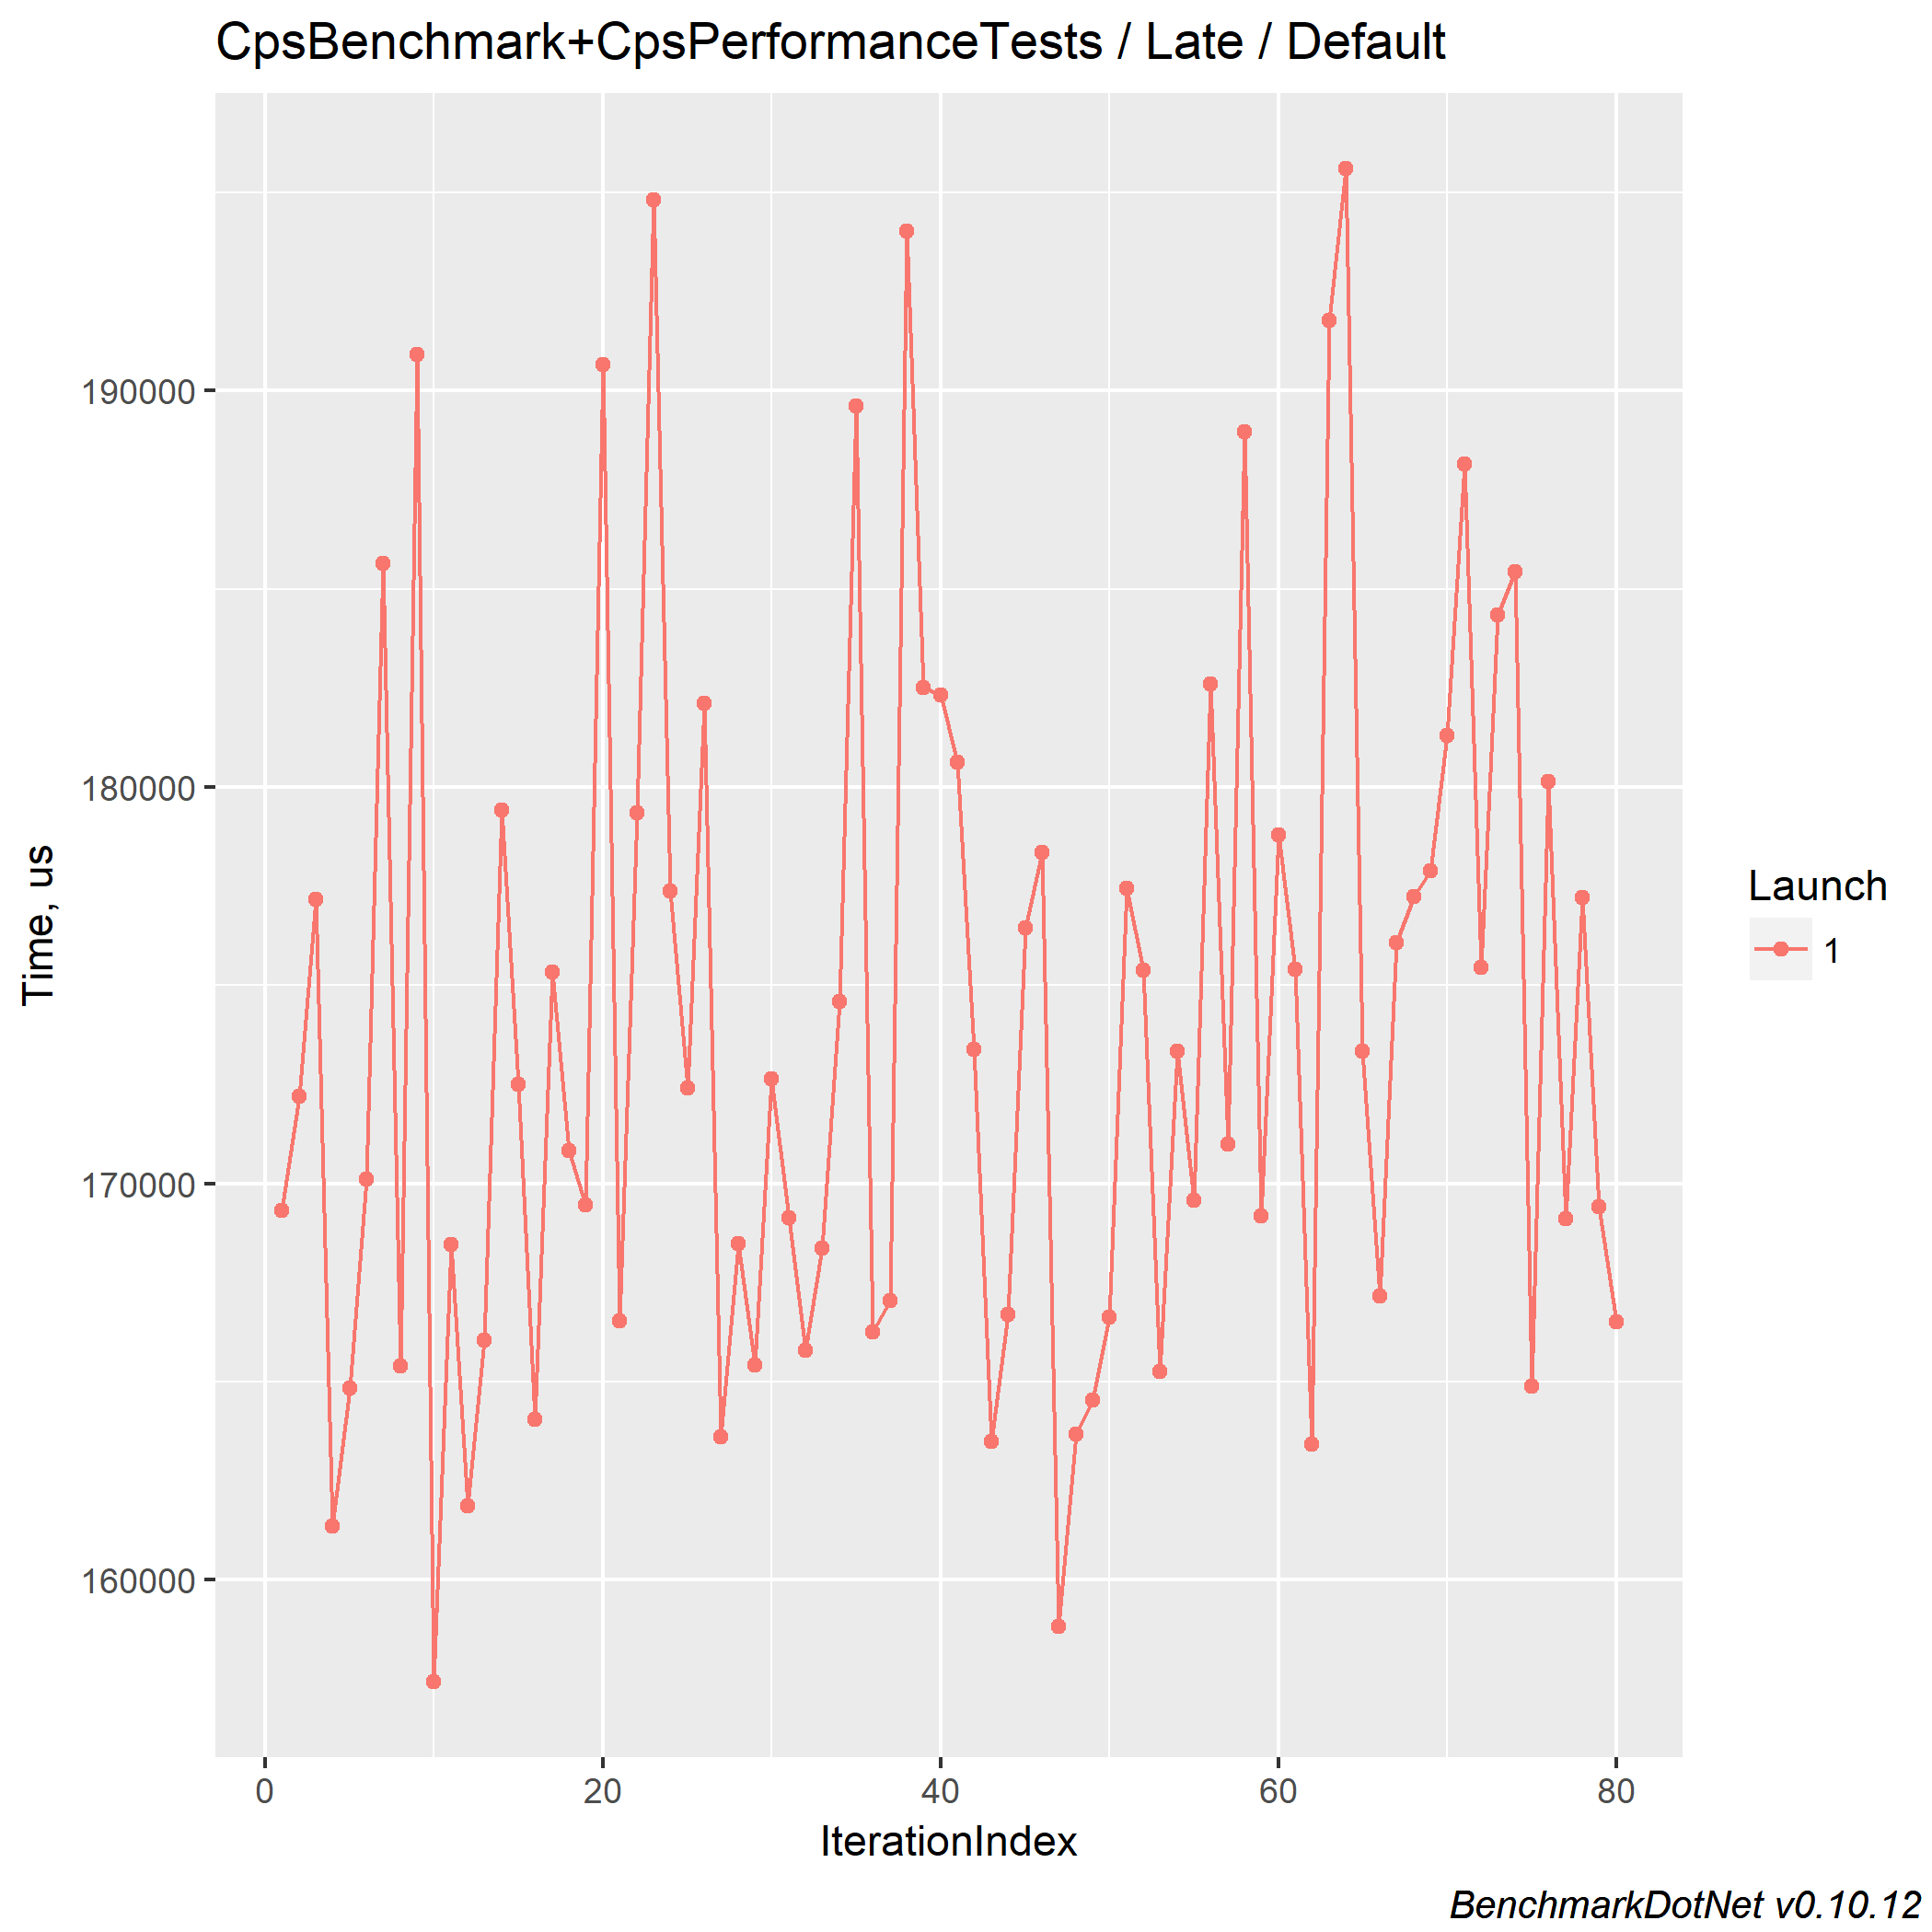 CpsBenchmark+CpsPerformanceTests / Late / Default
Time, us
190000
180000
170000
160000
0 20 40 60 80
IterationIndex
Launch
1
BenchmarkDotNet v0.10.12